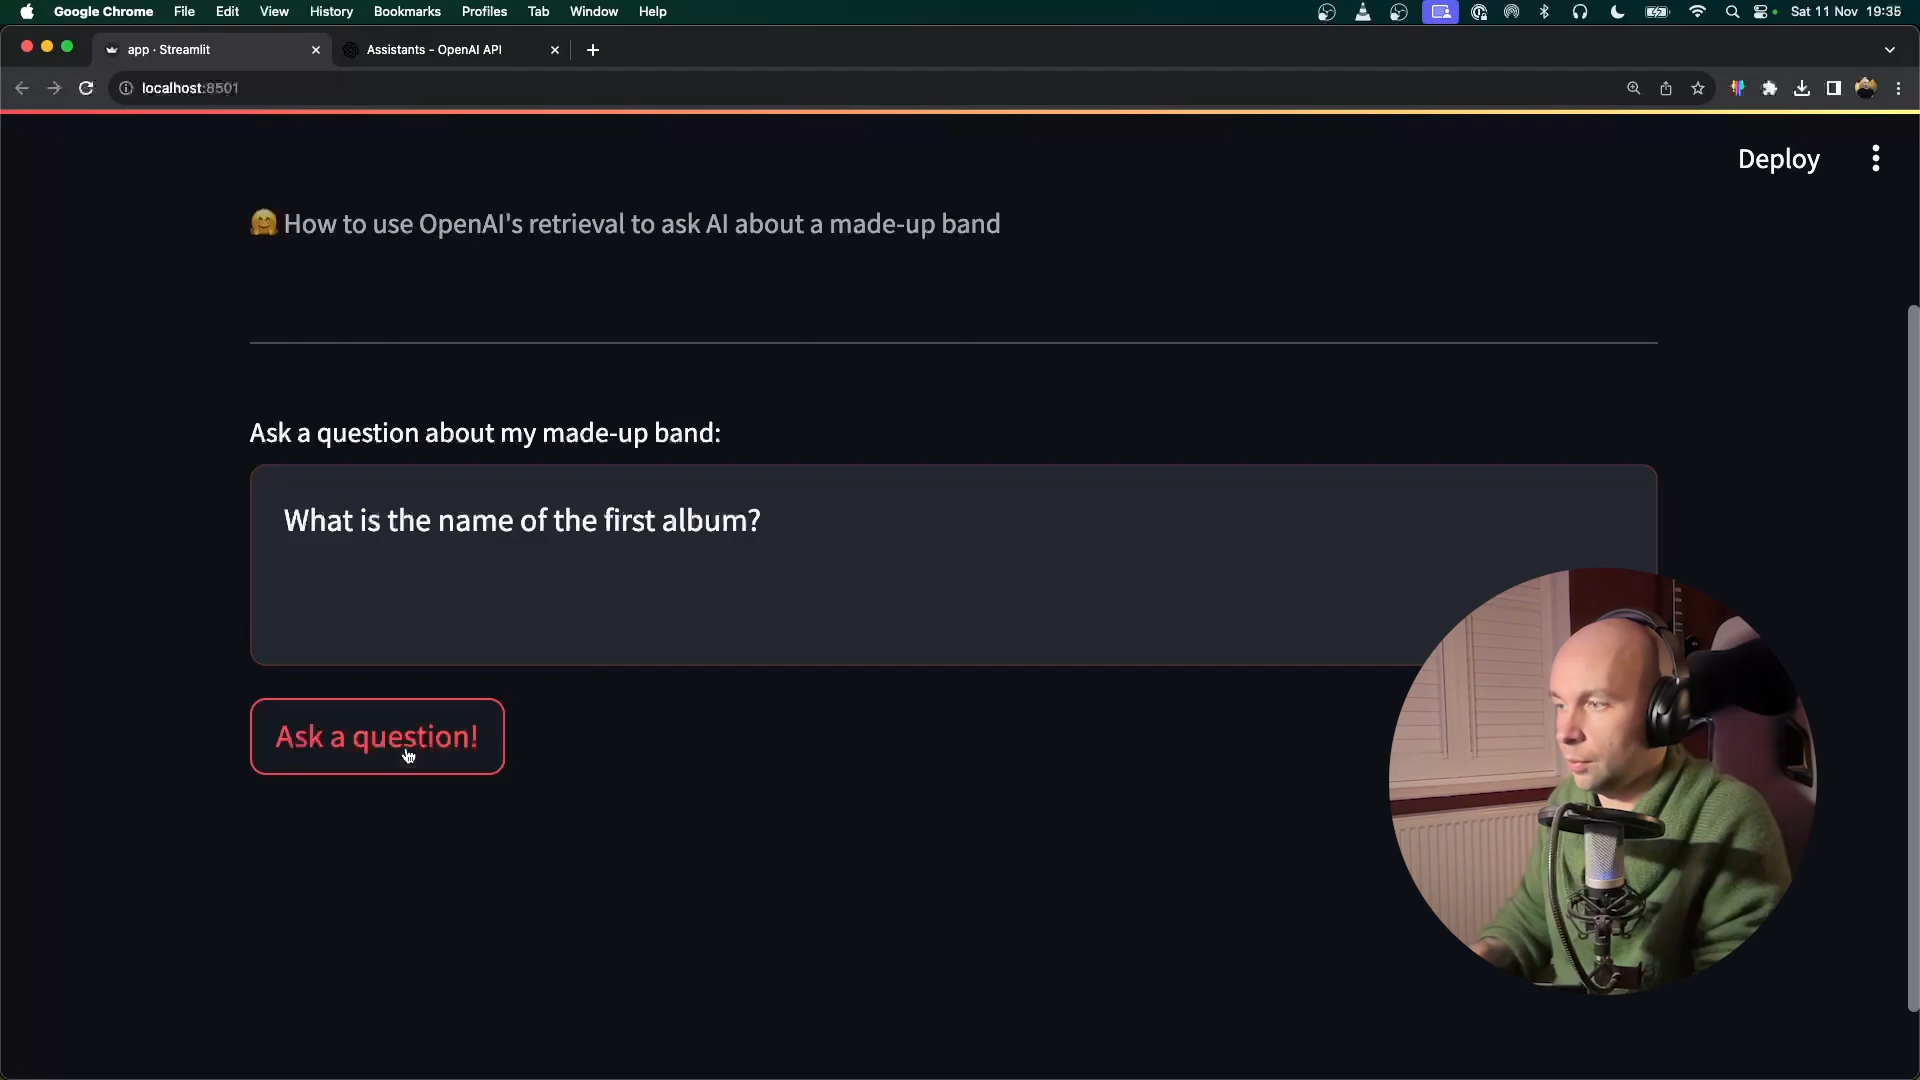 Google Chrome File Edit View History Bookmarks Profiles Tab Window Help Sat 11 Nov 19:35
app · Streamlit Assistants - OpenAI API
localhost:8501
Deploy
🤗 How to use OpenAI's retrieval to ask AI about a made-up band
Ask a question about my made-up band:
What is the name of the first album?
Ask a question!